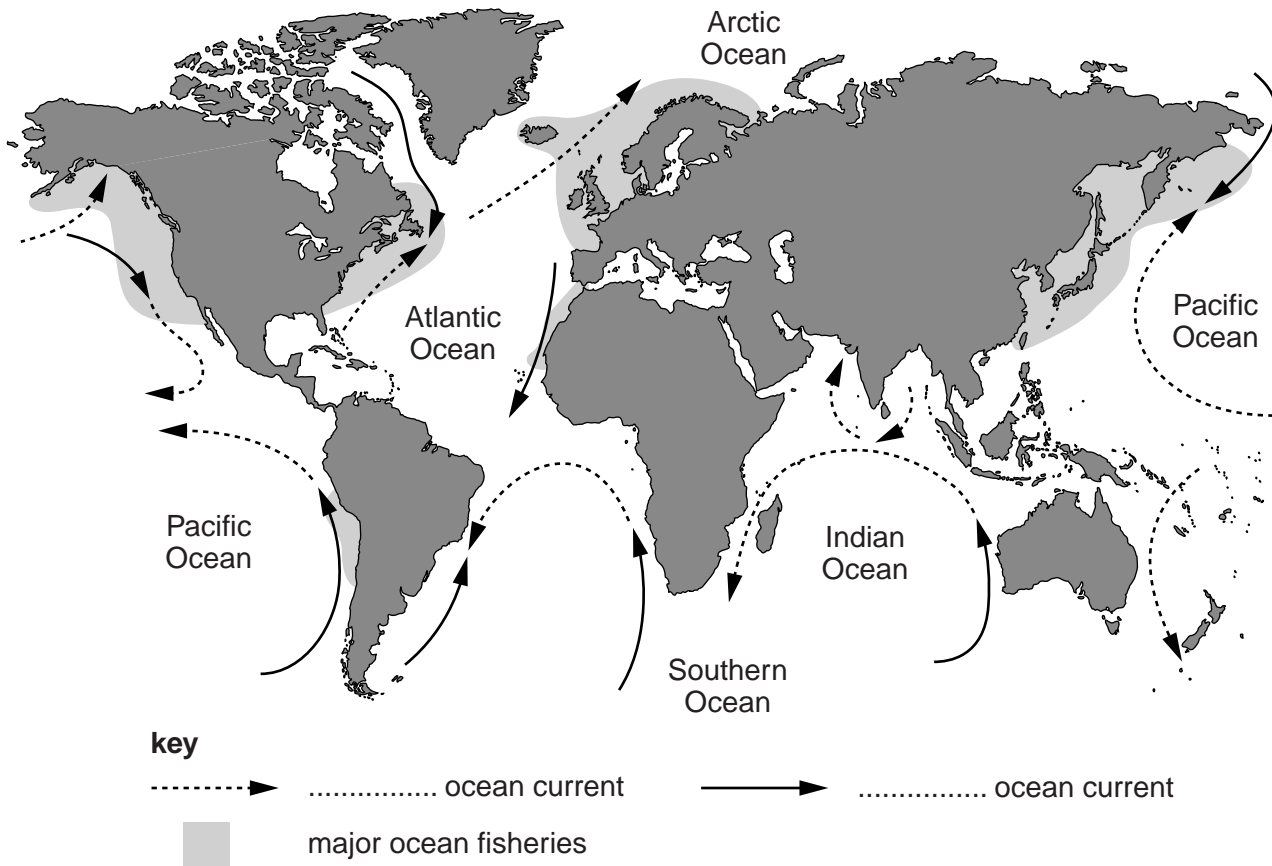 Arctic
Ocean
Atlantic
Ocean
Pacific
Ocean
Pacific
Ocean
Indian
Ocean
Southern
Ocean
key
................ ocean current
................. ocean current
major ocean fisheries